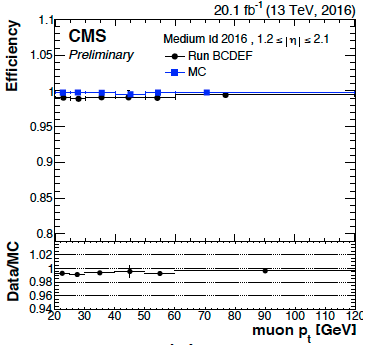 20.1 fb⁻¹ (13 TeV, 2016)
Efficiency
1.1
1.05
1
0.95
0.9
0.85
0.8
CMS
Preliminary
Medium Id 2016 , 1.2 ≤ |η| ≤ 2.1
Run BCDEF
MC
Data/MC
1.02
1
0.98
0.96
0.94
20 30 40 50 60 70 80 90 100 110 120
muon pₜ [GeV]